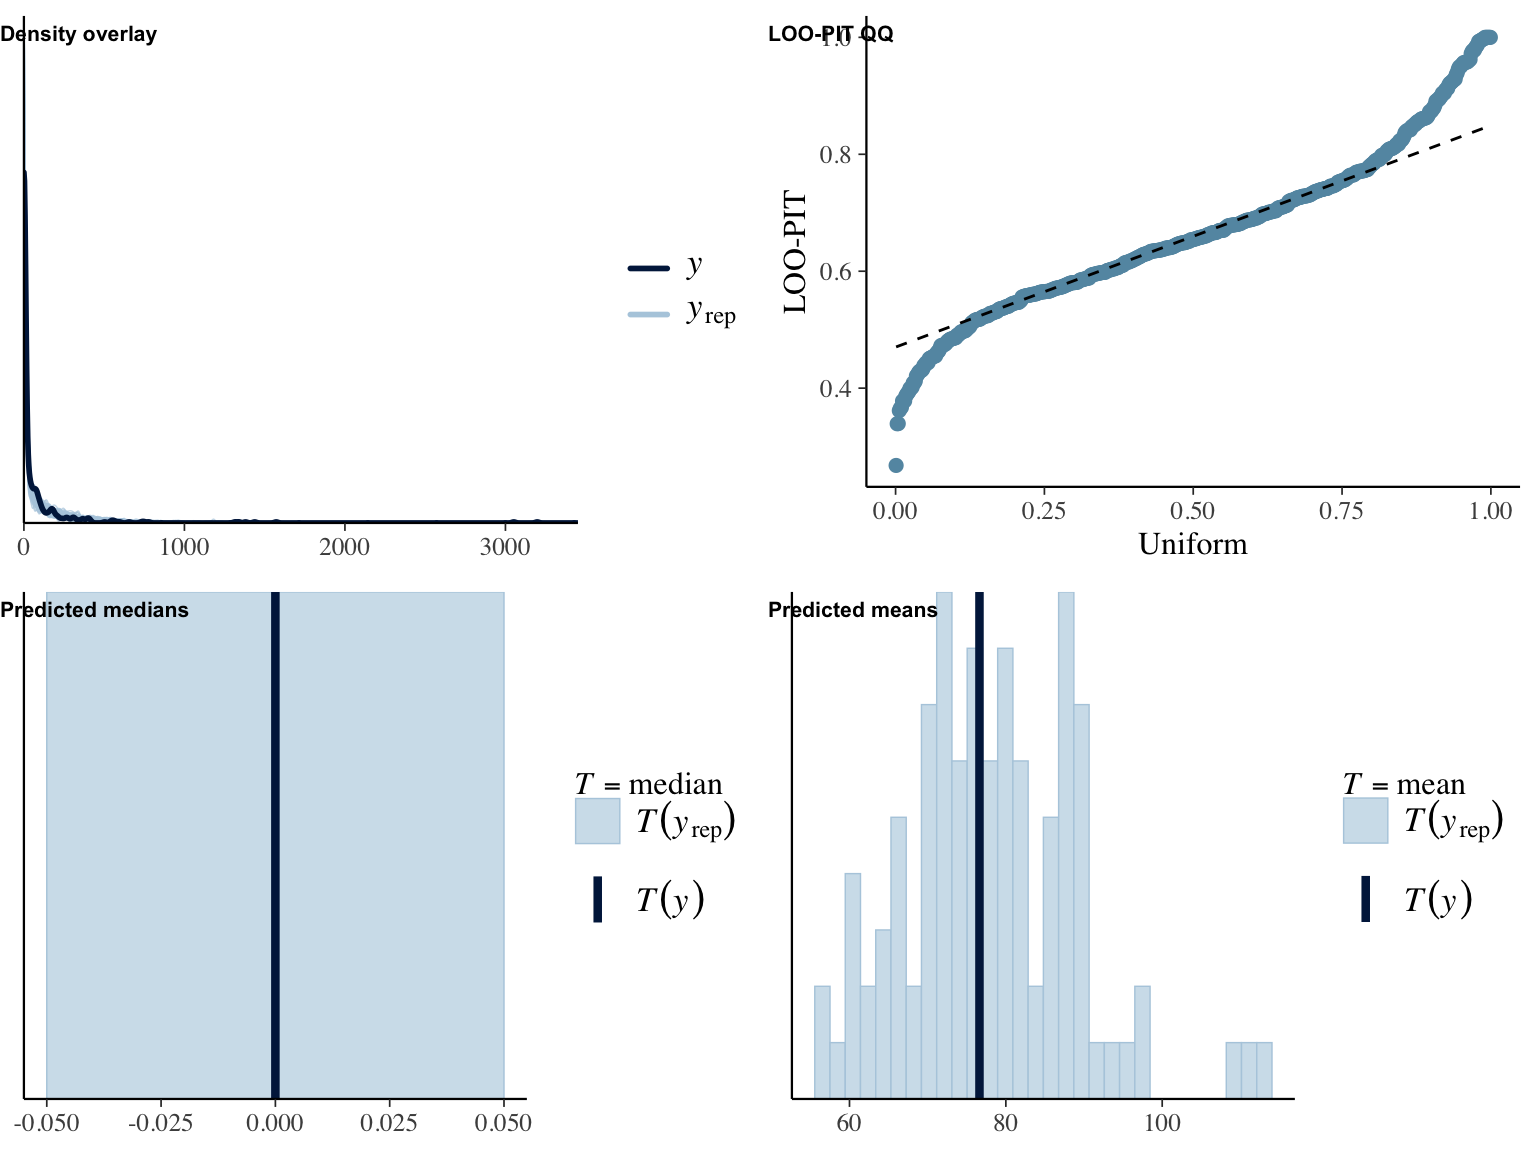 Density overlay
y
y rep
0 1000 2000 3000
LOO-PIT QQ
1.0
0.8
0.6
0.4
LOO-PIT
0.00 0.25 0.50 0.75 1.00
Uniform
Predicted medians
T = median
T(y rep)
T(y)
-0.050 -0.025 0.000 0.025 0.050
Predicted means
T = mean
T(y rep)
T(y)
60 80 100